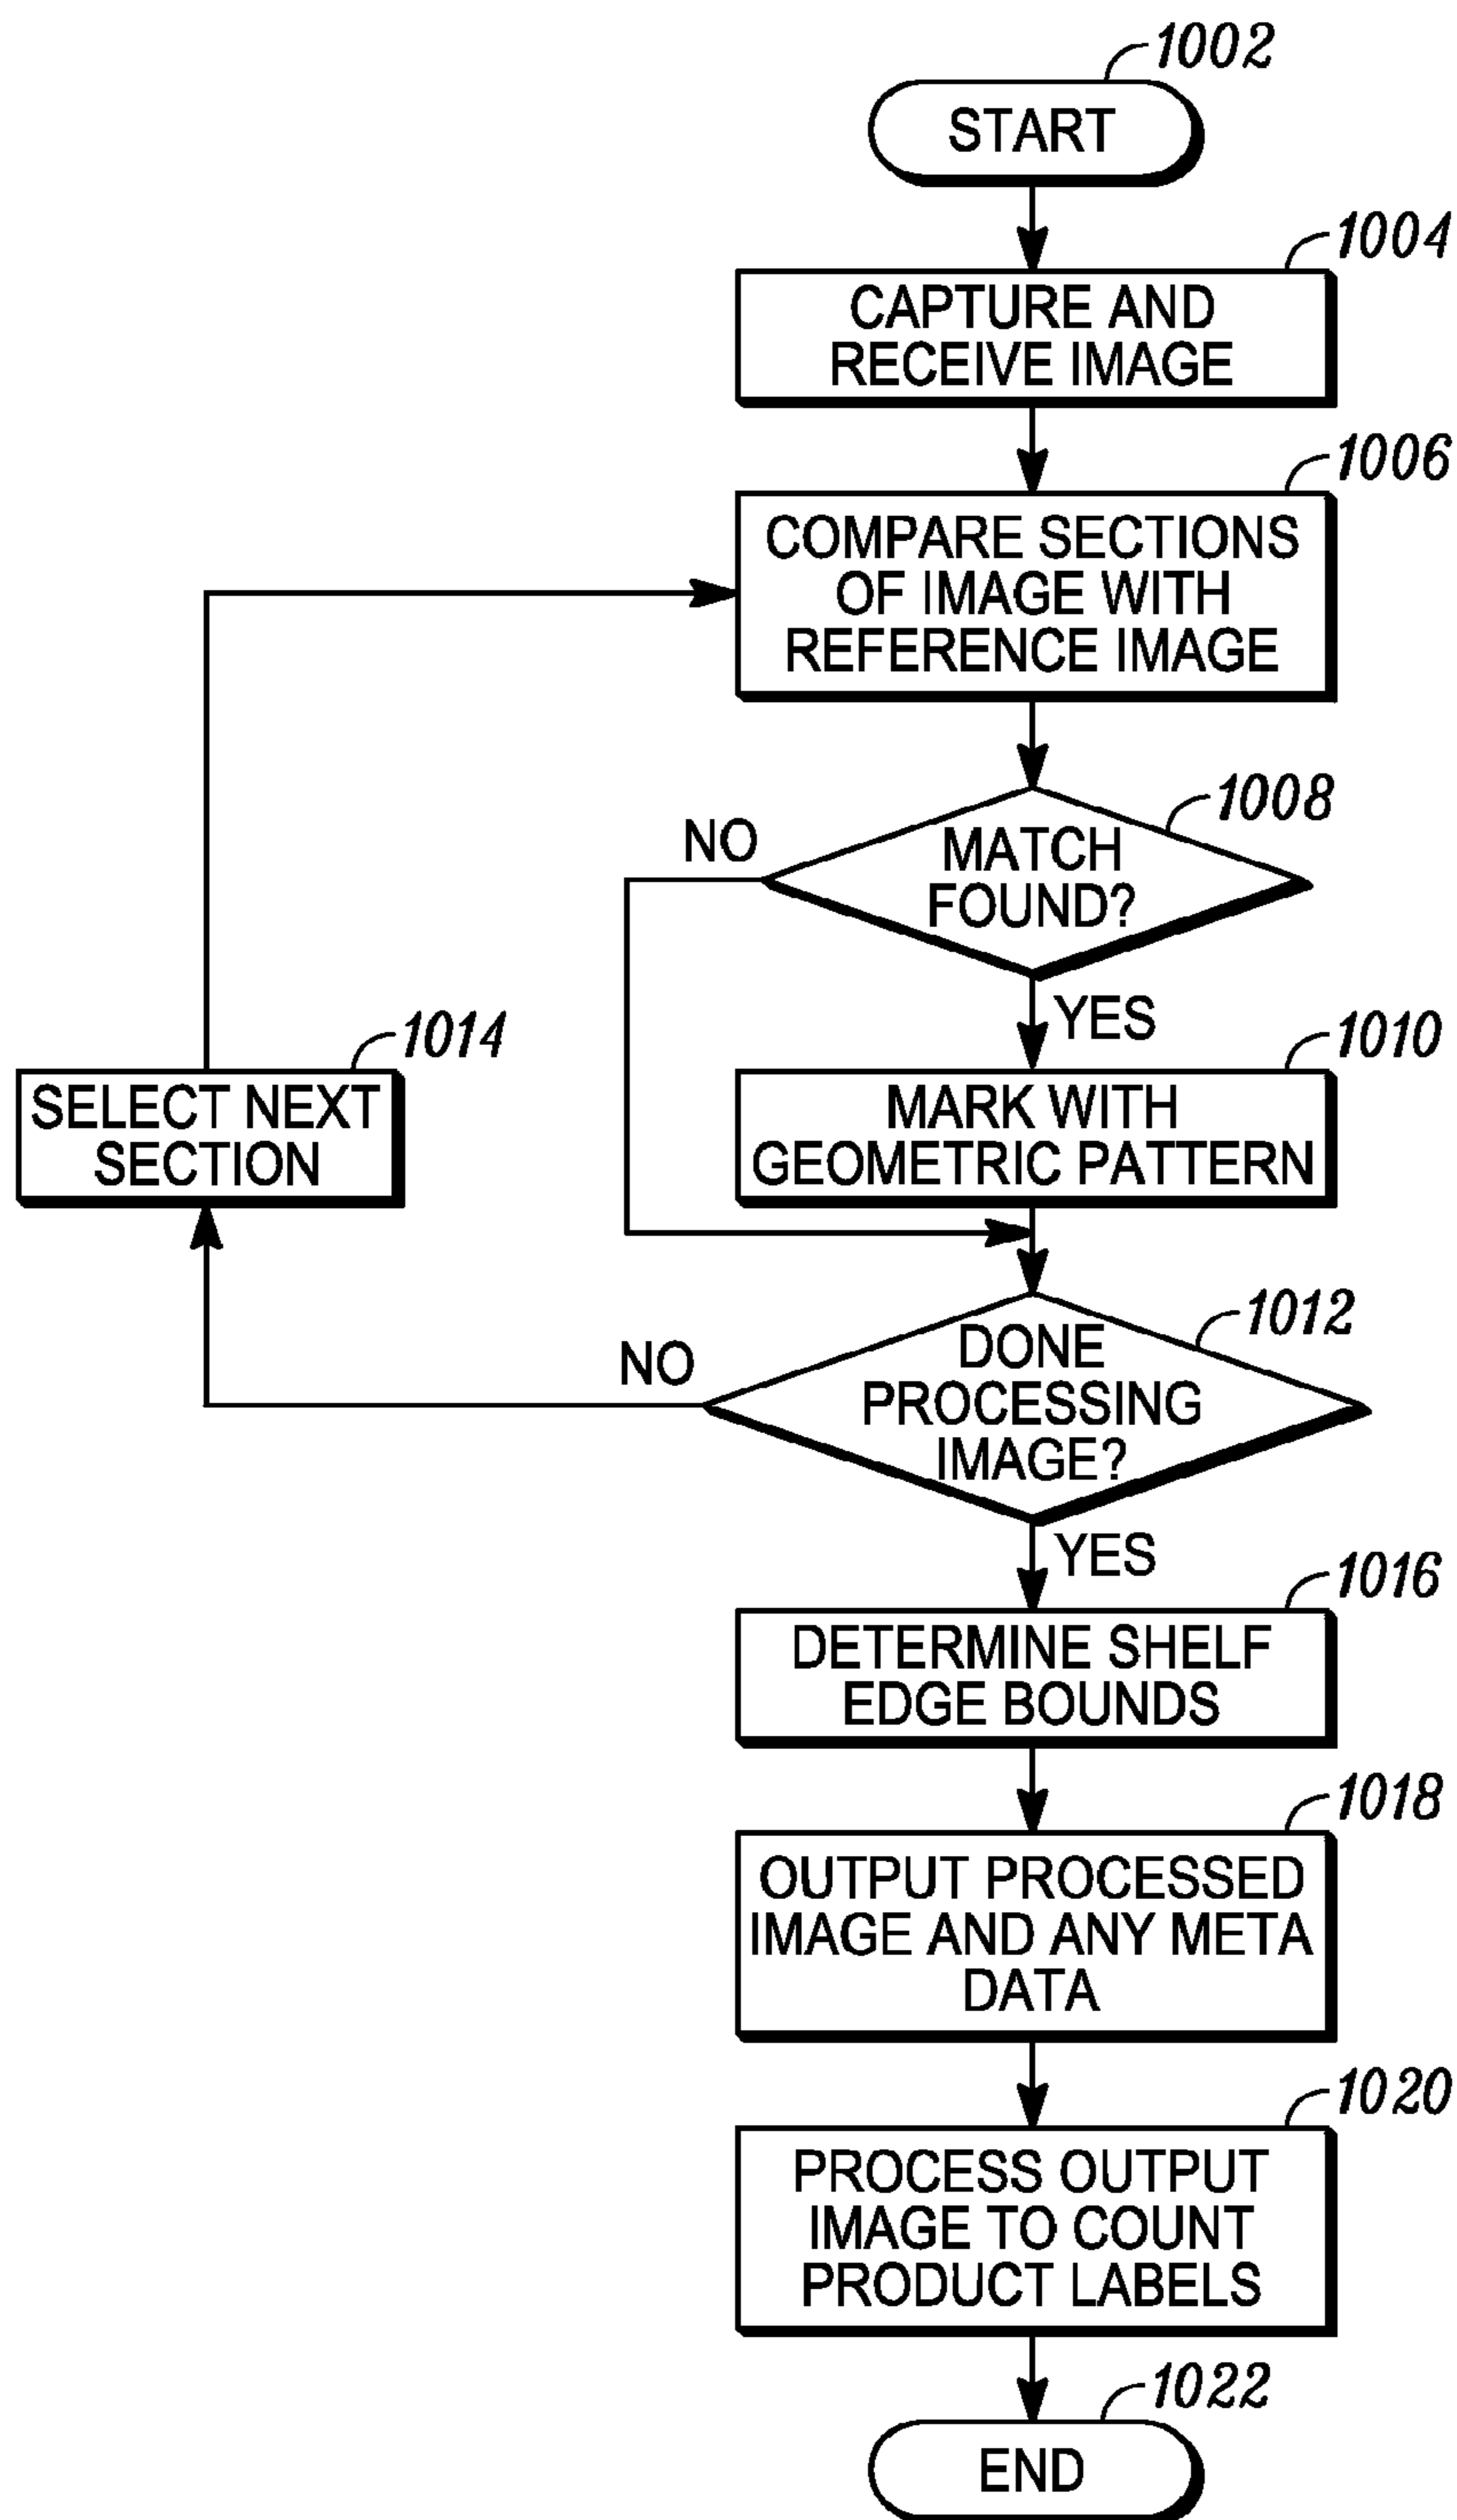 1002
START
1004
CAPTURE AND
RECEIVE IMAGE
1006
COMPARE SECTIONS
OF IMAGE WITH
REFERENCE IMAGE
1008
NO
MATCH
FOUND?
YES
1014
SELECT NEXT
SECTION
1010
MARK WITH
GEOMETRIC PATTERN
1012
NO
DONE
PROCESSING
IMAGE?
YES
1016
DETERMINE SHELF
EDGE BOUNDS
1018
OUTPUT PROCESSED
IMAGE AND ANY META
DATA
1020
PROCESS OUTPUT
IMAGE TO COUNT
PRODUCT LABELS
1022
END